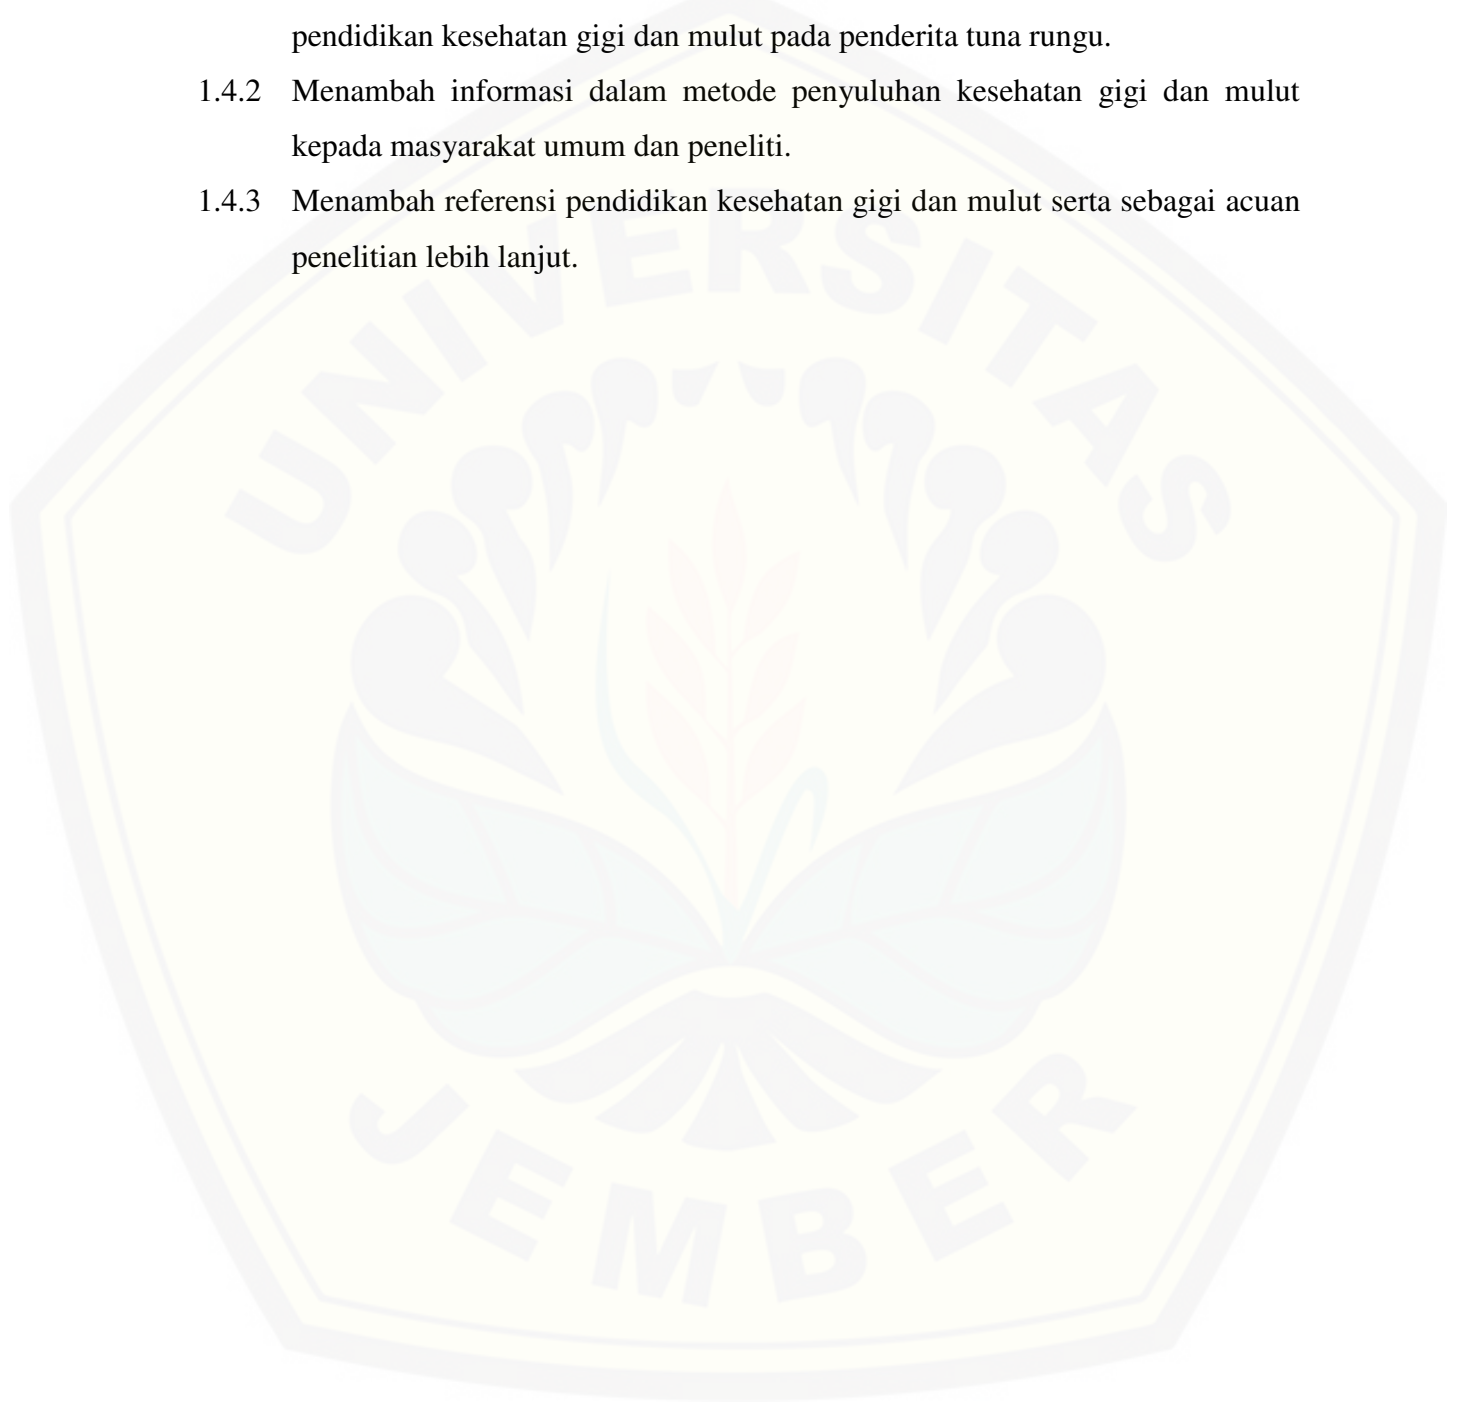 pendidikan kesehatan gigi dan mulut pada penderita tuna rungu.
1.4.2 Menambah informasi dalam metode penyuluhan kesehatan gigi dan mulut
kepada masyarakat umum dan peneliti.
1.4.3 Menambah referensi pendidikan kesehatan gigi dan mulut serta sebagai acuan
penelitian lebih lanjut.
UNIVERSITAS
JEMBER